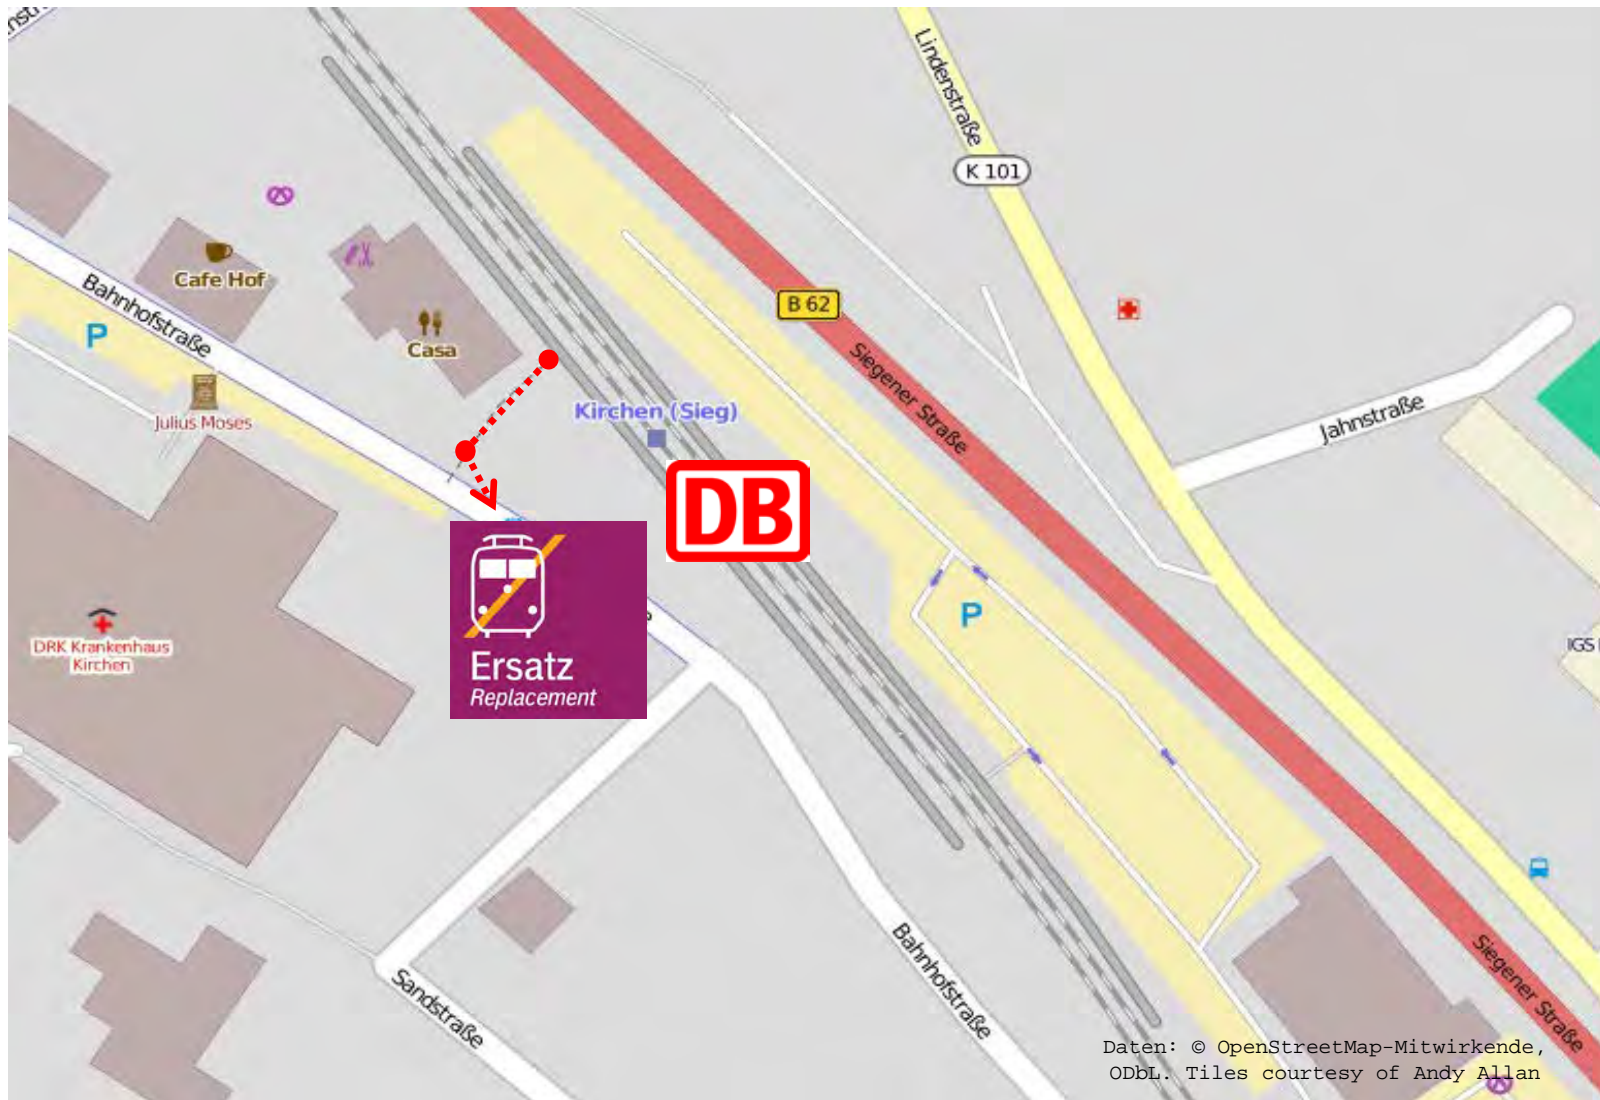 Lindenstraße
K 101
Cafe Hof
Bahnhofstraße
P
Casa
Julius Moses
B 62
Siegener Straße
Jahnstraße
Kirchen (Sieg)
DB
P
DRK Krankenhaus
Kirchen
Ersatz
Replacement
IGS
Sandstraße
Bahnhofstraße
Siegener Straße
Daten: © OpenStreetMap-Mitwirkende,
ODbL. Tiles courtesy of Andy Allan